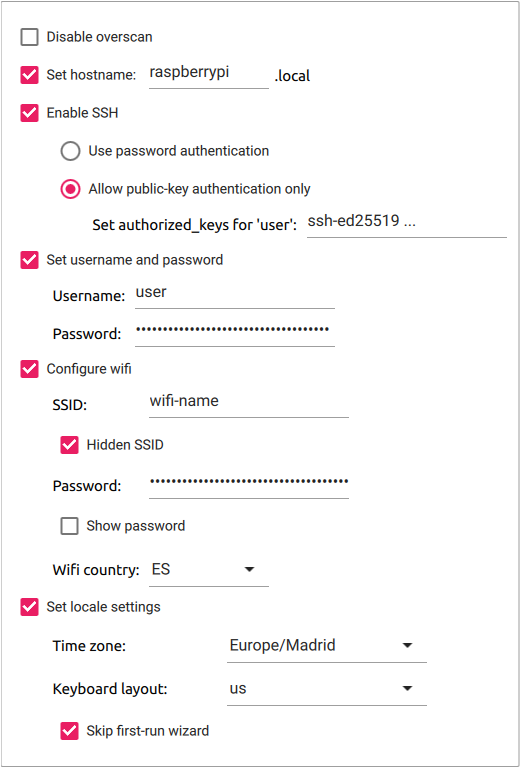 Disable overscan
Set hostname: raspberrypi .local
Enable SSH
Use password authentication
Allow public-key authentication only
Set authorized_keys for 'user': ssh-ed25519 ...
Set username and password
Username: user
Password: ••••••••••••••••••••••••••••••••••••
Configure wifi
SSID: wifi-name
Hidden SSID
Password: •••••••••••••••••••••••••••••••••••••
Show password
Wifi country: ES
Set locale settings
Time zone: Europe/Madrid
Keyboard layout: us
Skip first-run wizard